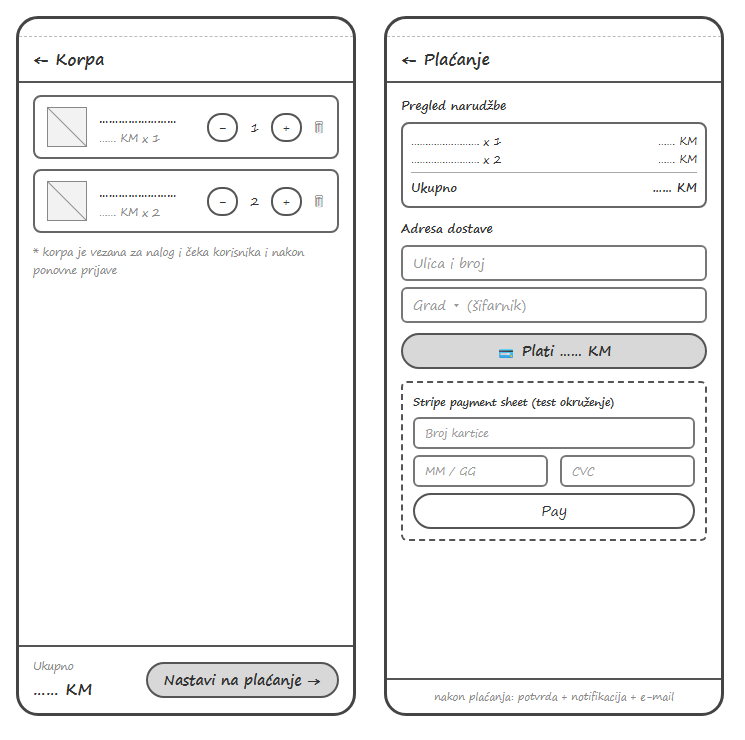 ← Korpa
........................
...... KM x 1
− 1 +
........................
...... KM x 2
− 2 +
* korpa je vezana za nalog i čeka korisnika i nakon
ponovne prijave
Ukupno
...... KM
Nastavi na plaćanje →
← Plaćanje
Pregled narudžbe
........................ x 1 ...... KM
........................ x 2 ...... KM
Ukupno ...... KM
Adresa dostave
Ulica i broj
Grad ▾ (šifarnik)
💳 Plati ...... KM
Stripe payment sheet (test okruženje)
Broj kartice
MM / GG CVC
Pay
nakon plaćanja: potvrda + notifikacija + e-mail